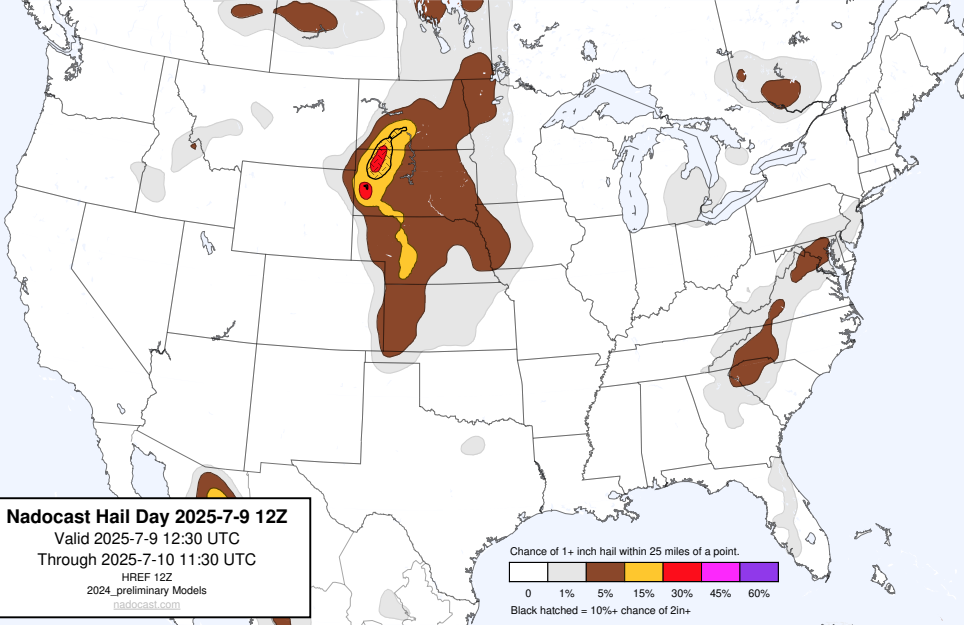 Nadocast Hail Day 2025-7-9 12Z
Valid 2025-7-9 12:30 UTC
Through 2025-7-10 11:30 UTC
HREF 12Z
2024_preliminary Models
nadocast.com
Chance of 1+ inch hail within 25 miles of a point.
0 1% 5% 15% 30% 45% 60%
Black hatched = 10%+ chance of 2in+